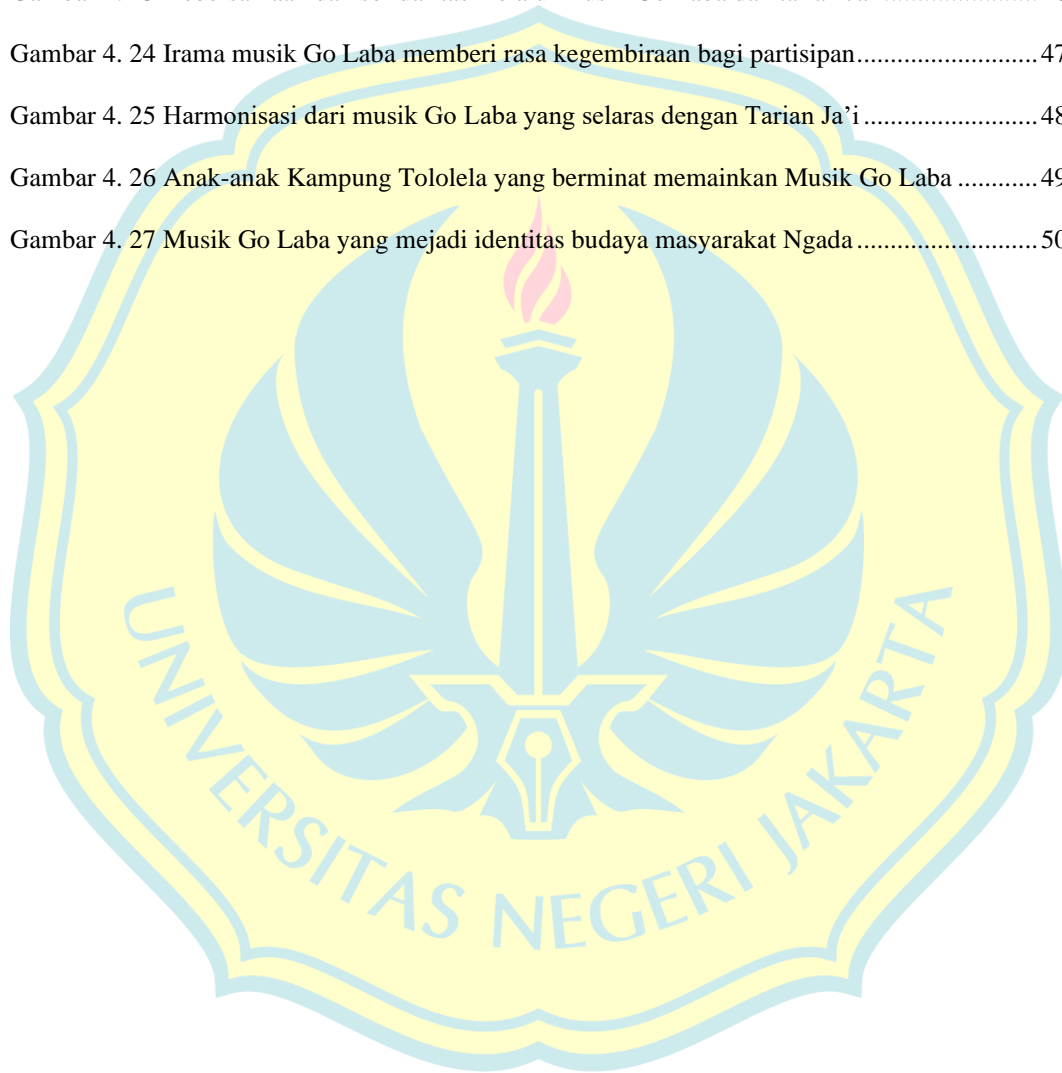 Gambar 4. 24 Irama musik Go Laba memberi rasa kegembiraan bagi partisipan.............................47
Gambar 4. 25 Harmonisasi dari musik Go Laba yang selaras dengan Tarian Ja’i........................48
Gambar 4. 26 Anak-anak Kampung Tololela yang berminat memainkan Musik Go Laba ............49
Gambar 4. 27 Musik Go Laba yang mejadi identitas budaya masyarakat Ngada..........................50
UNIVERSITAS NEGERI JAKARTA